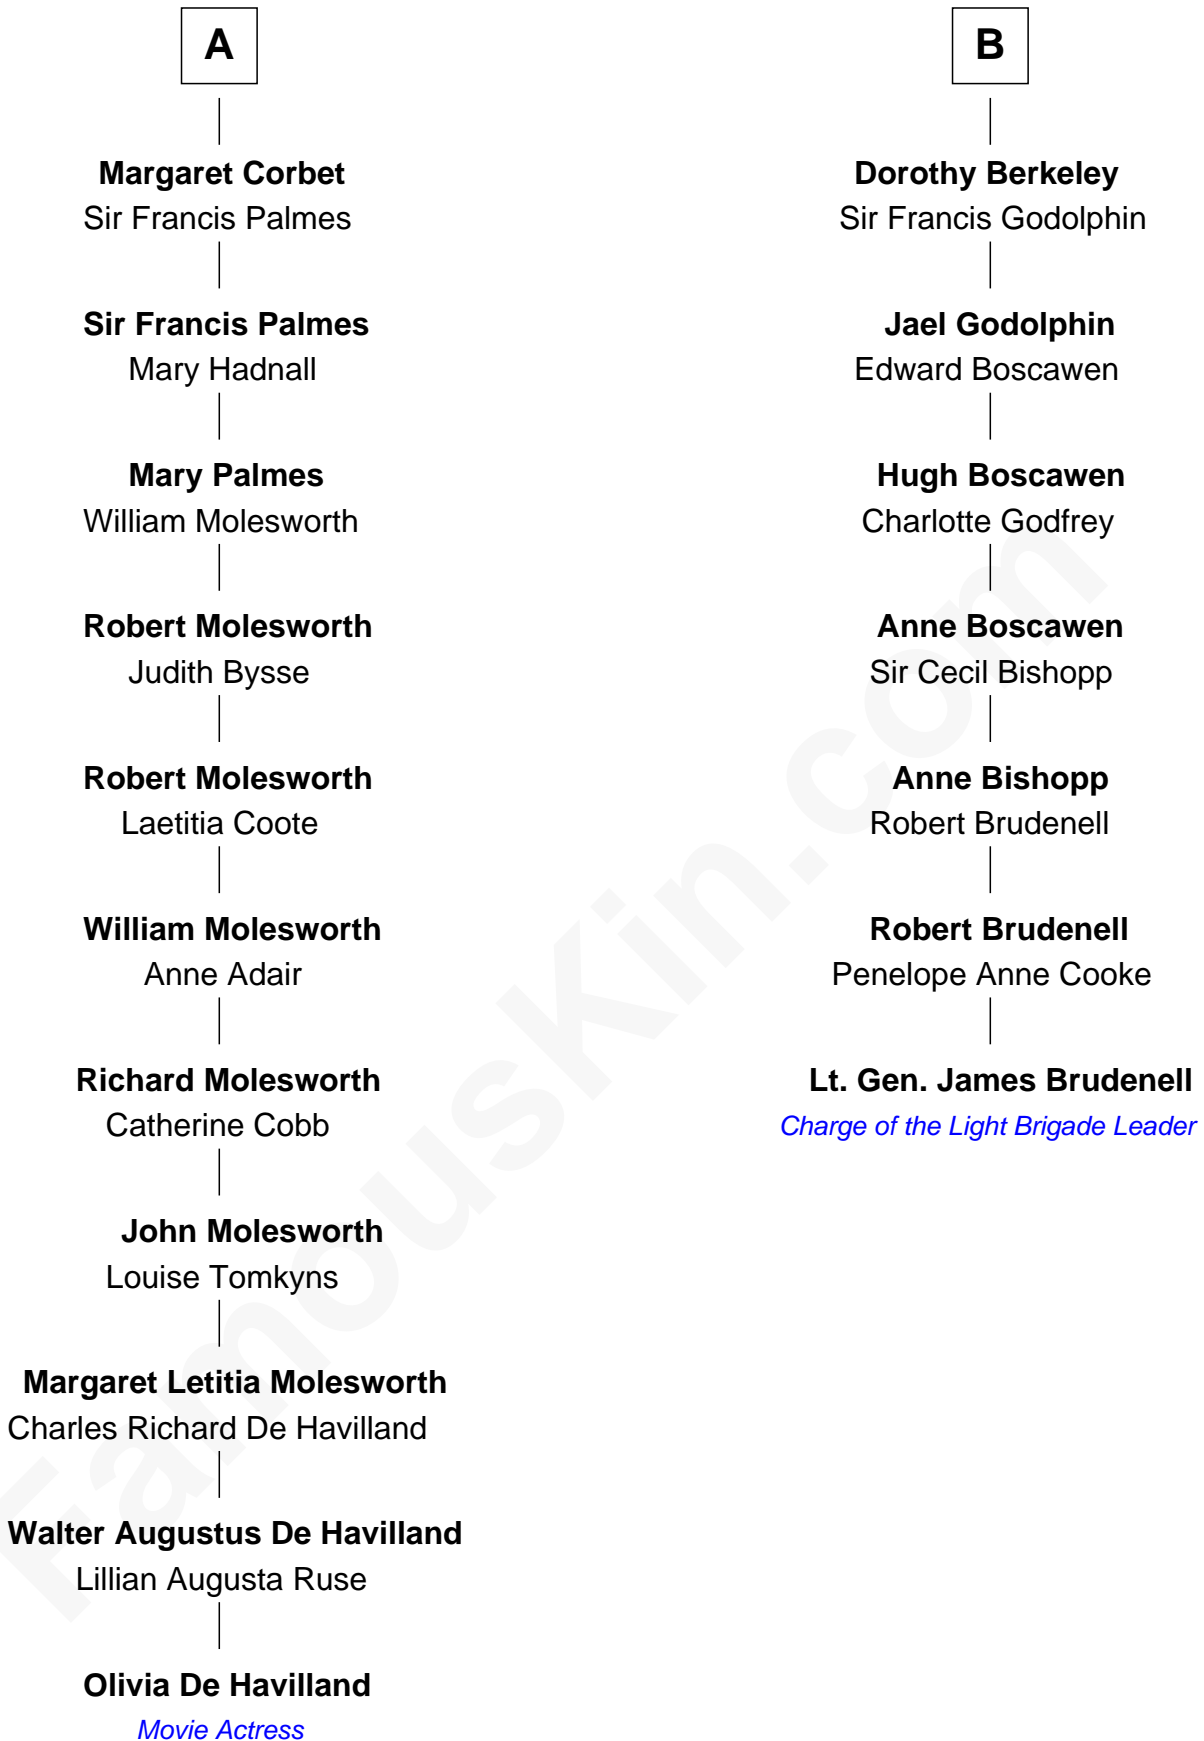 A
Margaret Corbet
Sir Francis Palmes
Sir Francis Palmes
Mary Hadnall
Mary Palmes
William Molesworth
Robert Molesworth
Judith Bysse
Robert Molesworth
Laetitia Coote
William Molesworth
Anne Adair
Richard Molesworth
Catherine Cobb
John Molesworth
Louise Tomkyns
Margaret Letitia Molesworth
Charles Richard De Havilland
Walter Augustus De Havilland
Lillian Augusta Ruse
Olivia De Havilland
Movie Actress
B
Dorothy Berkeley
Sir Francis Godolphin
Jael Godolphin
Edward Boscawen
Hugh Boscawen
Charlotte Godfrey
Anne Boscawen
Sir Cecil Bishopp
Anne Bishopp
Robert Brudenell
Robert Brudenell
Penelope Anne Cooke
Lt. Gen. James Brudenell
Charge of the Light Brigade Leader
FamousKin.com